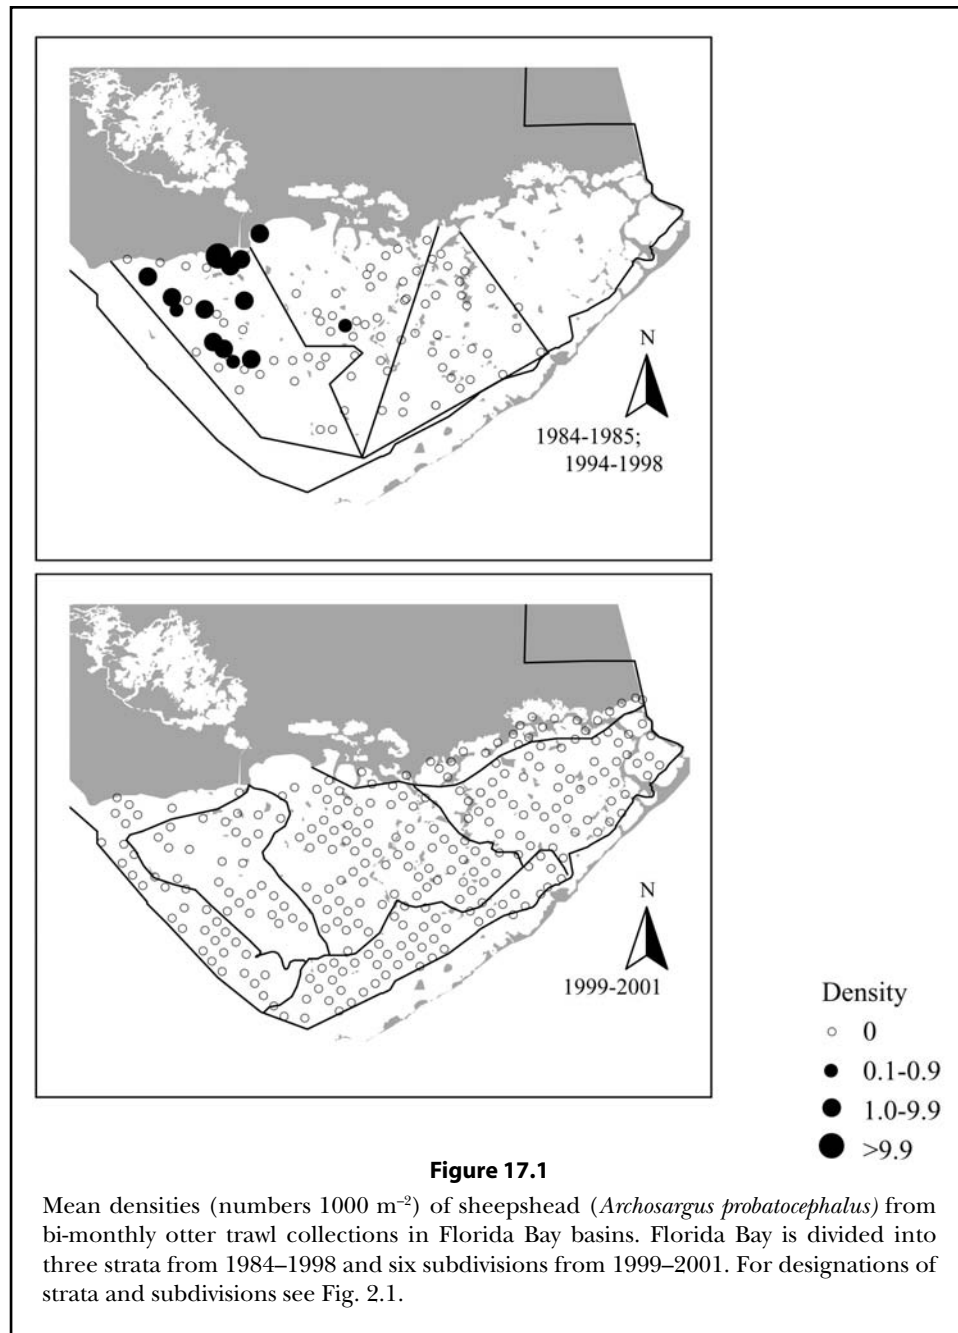 N
1984-1985;
1994-1998
N
1999-2001
Density
0
0.1-0.9
1.0-9.9
>9.9
Figure 17.1
Mean densities (numbers 1000 m⁻²) of sheepshead (Archosargus probatocephalus) from
bi-monthly otter trawl collections in Florida Bay basins. Florida Bay is divided into
three strata from 1984–1998 and six subdivisions from 1999–2001. For designations of
strata and subdivisions see Fig. 2.1.